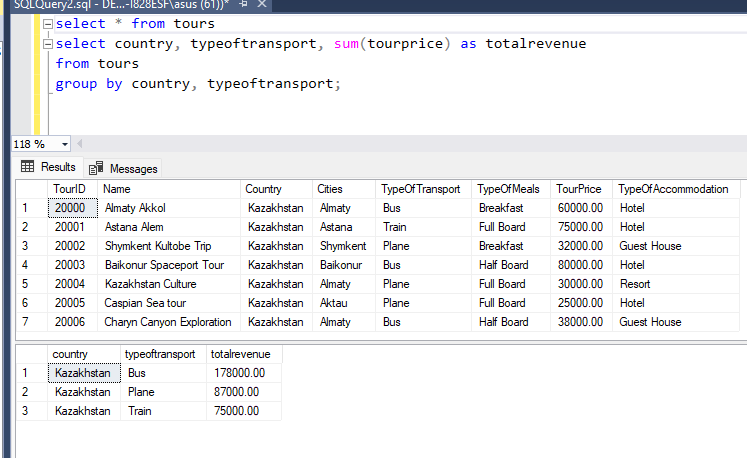 SQLQuery2.sql - DE...-I828ESF\asus (61))*
select * from tours
select country, typeoftransport, sum(tourprice) as totalrevenue
from tours
group by country, typeoftransport;
118 %
Results Messages
TourID Name Country Cities TypeOfTransport TypeOfMeals TourPrice TypeOfAccommodation
1 20000 Almaty Akkol Kazakhstan Almaty Bus Breakfast 60000.00 Hotel
2 20001 Astana Alem Kazakhstan Astana Train Full Board 75000.00 Hotel
3 20002 Shymkent Kultobe Trip Kazakhstan Shymkent Plane Breakfast 32000.00 Guest House
4 20003 Baikonur Spaceport Tour Kazakhstan Baikonur Bus Half Board 80000.00 Hotel
5 20004 Kazakhstan Culture Kazakhstan Almaty Plane Full Board 30000.00 Resort
6 20005 Caspian Sea tour Kazakhstan Aktau Plane Full Board 25000.00 Hotel
7 20006 Charyn Canyon Exploration Kazakhstan Almaty Bus Half Board 38000.00 Guest House
country typeoftransport totalrevenue
1 Kazakhstan Bus 178000.00
2 Kazakhstan Plane 87000.00
3 Kazakhstan Train 75000.00